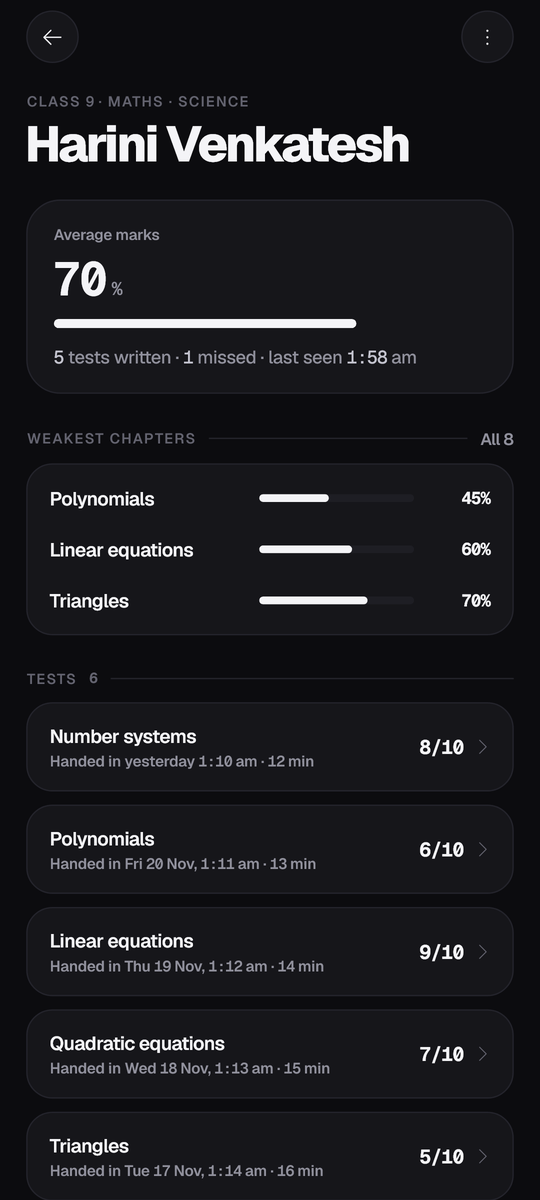 CLASS 9 · MATHS · SCIENCE
Harini Venkatesh
Average marks
70 %
5 tests written · 1 missed · last seen 1:58 am
WEAKEST CHAPTERS All 8
Polynomials 45%
Linear equations 60%
Triangles 70%
TESTS 6
Number systems 8/10
Handed in yesterday 1:10 am · 12 min
Polynomials 6/10
Handed in Fri 20 Nov, 1:11 am · 13 min
Linear equations 9/10
Handed in Thu 19 Nov, 1:12 am · 14 min
Quadratic equations 7/10
Handed in Wed 18 Nov, 1:13 am · 15 min
Triangles 5/10
Handed in Tue 17 Nov, 1:14 am · 16 min